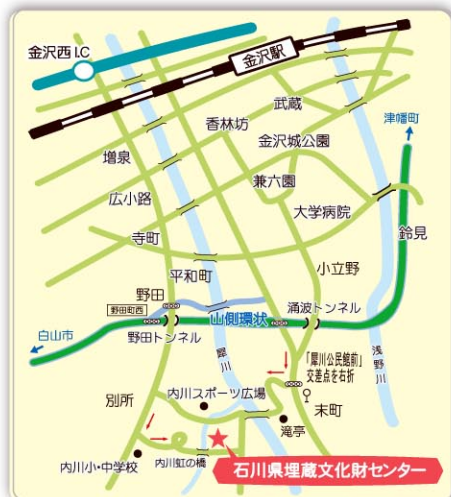 金沢西I.C
金沢駅
武蔵
香林坊
津幡町
金沢城公園
増泉
兼六園
広小路
大学病院
鈴見
寺町
平和町
小立野
野田
野田町西
山側環状
涌波トンネル
白山市
野田トンネル
犀川
浅野川
「犀川公民館前」
交差点を右折
別所
内川スポーツ広場
末町
滝亭
内川小・中学校
内川虹の橋
石川県埋蔵文化財センター